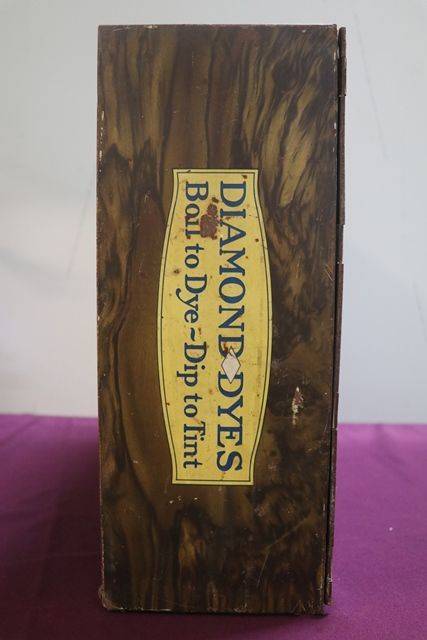 DIAMOND DYES
Boil to Dye~Dip to Tint